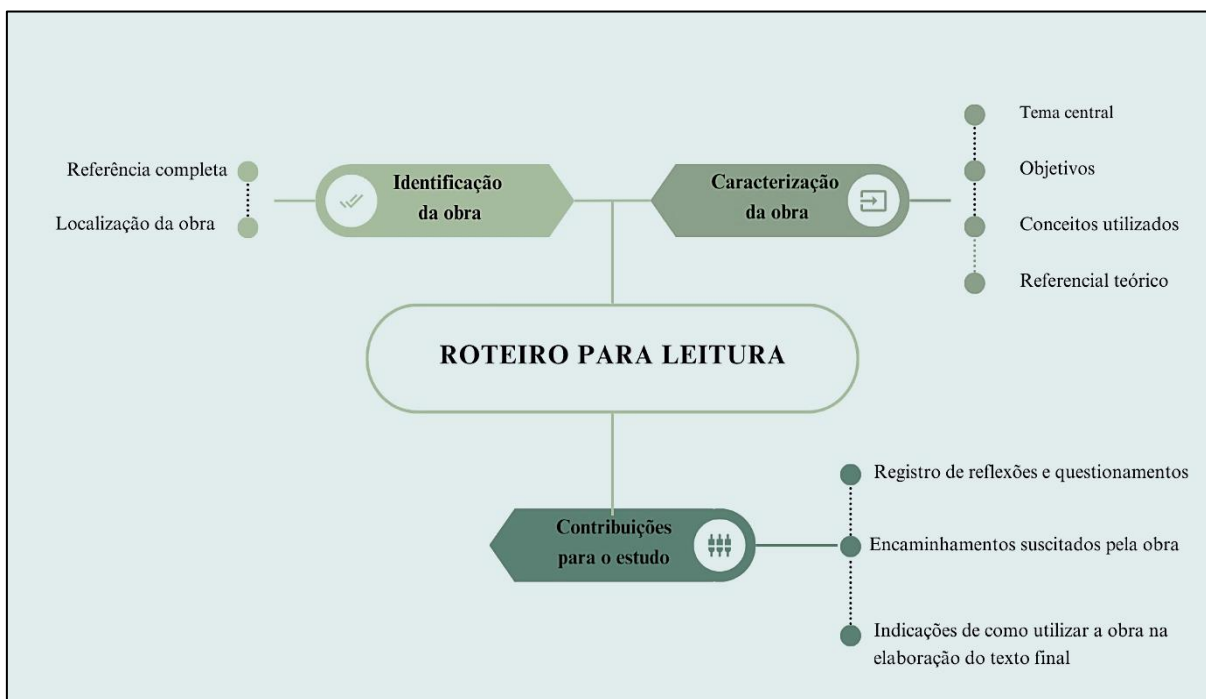 Referência completa
Localização da obra
Identificação
da obra
Caracterização
da obra
Tema central
Objetivos
Conceitos utilizados
Referencial teórico
ROTEIRO PARA LEITURA
Contribuições
para o estudo
Registro de reflexões e questionamentos
Encaminhamentos suscitados pela obra
Indicações de como utilizar a obra na
elaboração do texto final